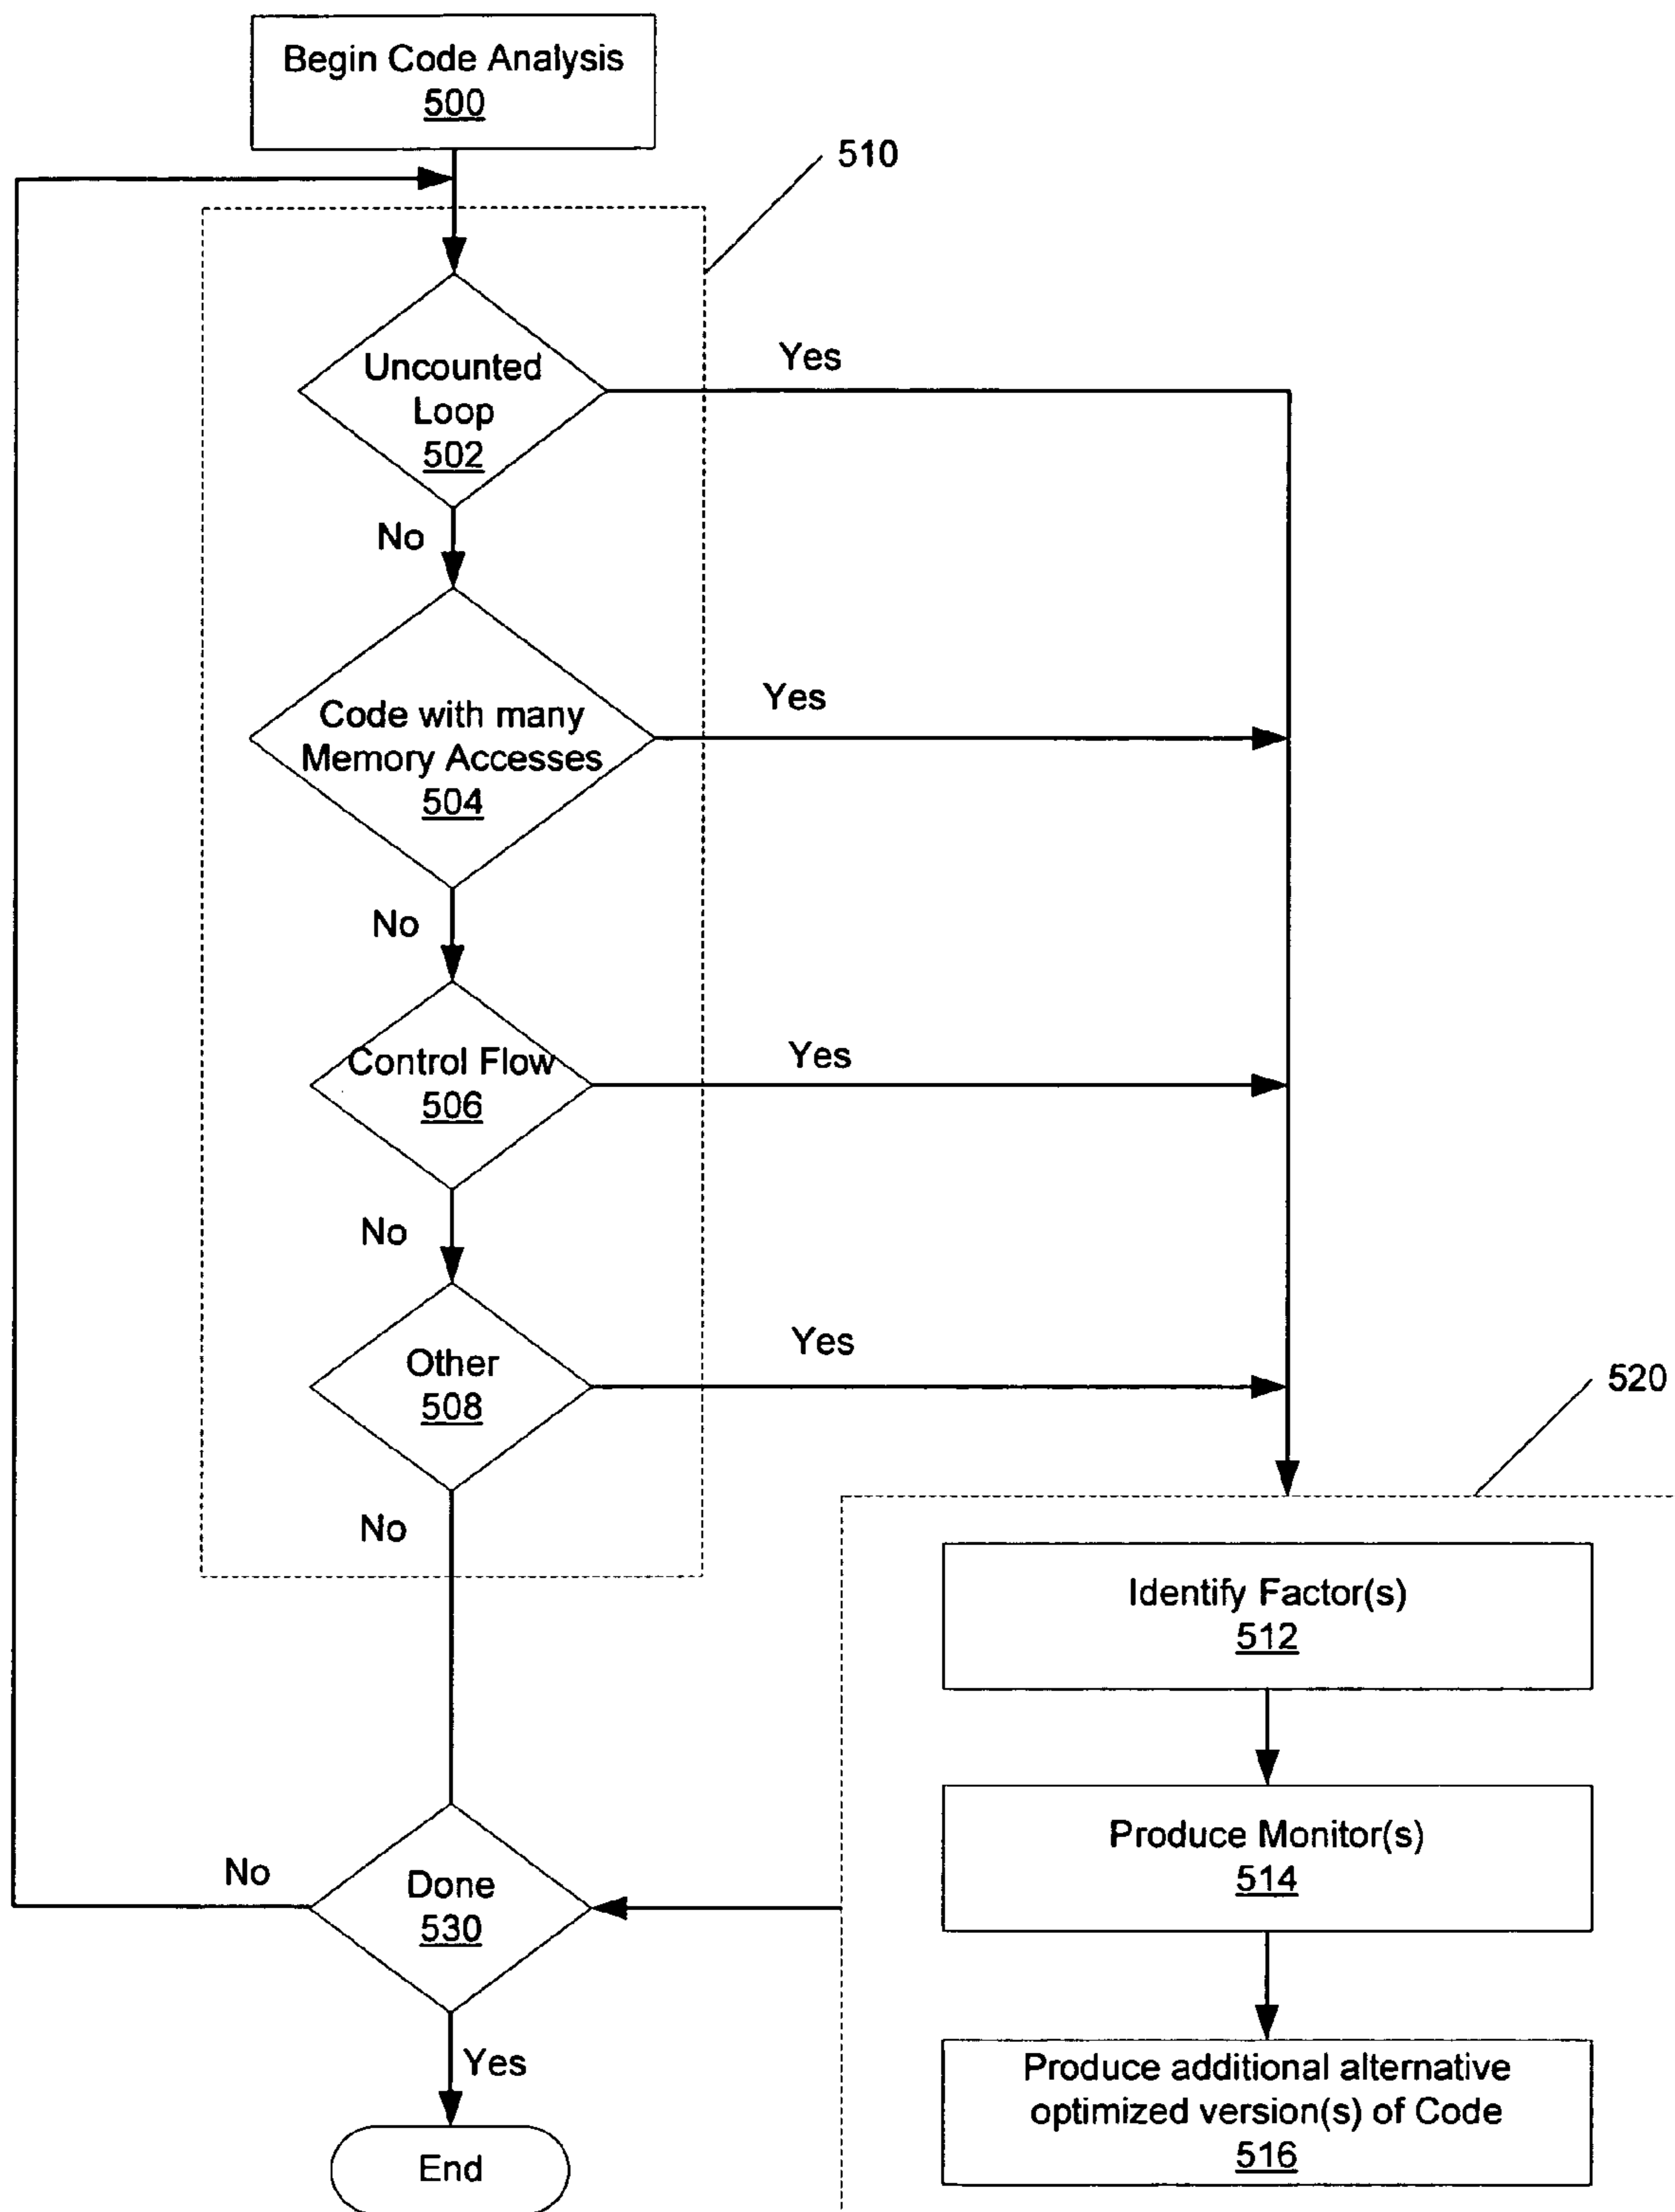 Begin Code Analysis
500
510
Uncounted
Loop
502
Yes
No
Code with many
Memory Accesses
504
Yes
No
Control Flow
506
Yes
No
Other
508
Yes
No
520
Identify Factor(s)
512
Produce Monitor(s)
514
Produce additional alternative
optimized version(s) of Code
516
Done
530
No
Yes
End